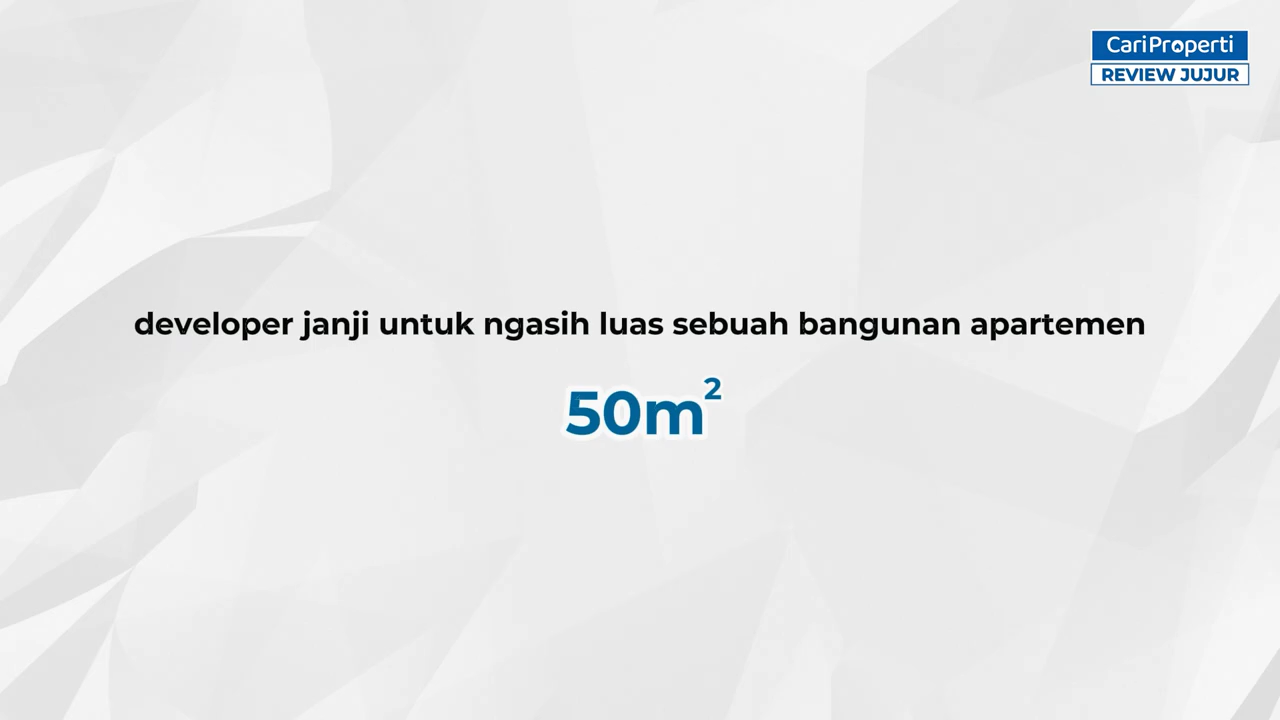 CariProperti
REVIEW JUJUR
developer janji untuk ngasih luas sebuah bangunan apartemen
50m²